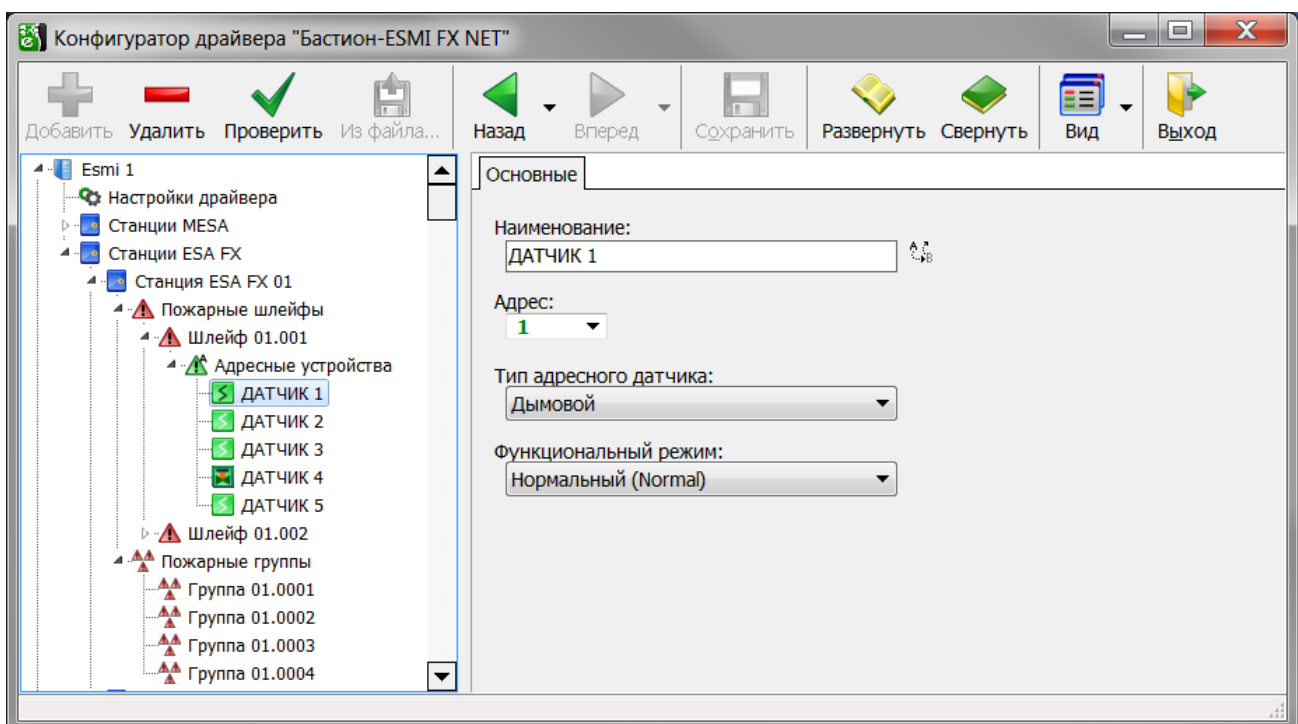 Конфигуратор драйвера "Бастион-ESMI FX NET"
Добавить Удалить Проверить Из файла... Назад Вперед Сохранить Развернуть Свернуть Вид Выход
Esmi 1
Настройки драйвера
Станции MESA
Станции ESA FX
Станция ESA FX 01
Пожарные шлейфы
Шлейф 01.001
Адресные устройства
ДАТЧИК 1
ДАТЧИК 2
ДАТЧИК 3
ДАТЧИК 4
ДАТЧИК 5
Шлейф 01.002
Пожарные группы
Группа 01.0001
Группа 01.0002
Группа 01.0003
Группа 01.0004
Основные
Наименование:
ДАТЧИК 1
Адрес:
1
Тип адресного датчика:
Дымовой
Функциональный режим:
Нормальный (Normal)